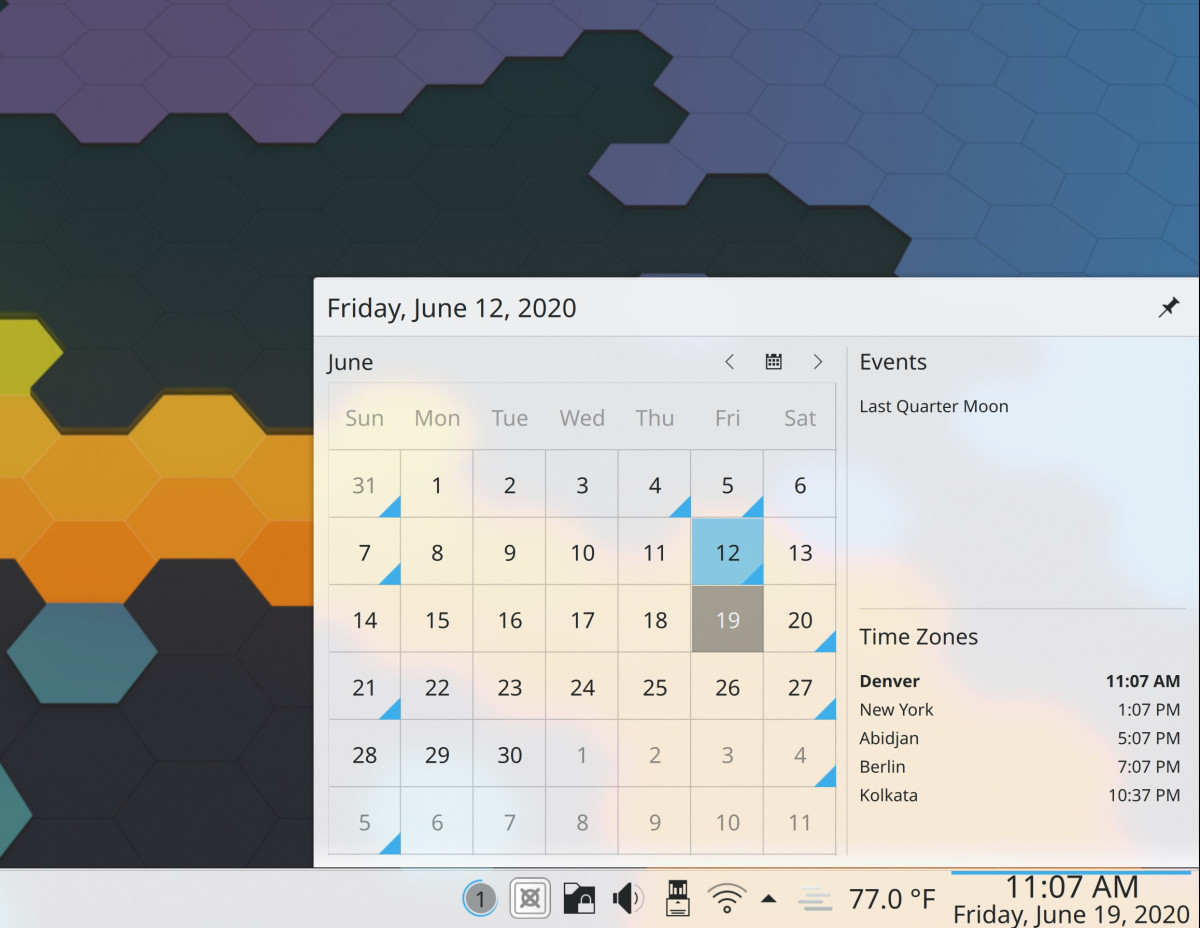 Friday, June 12, 2020
June
Sun Mon Tue Wed Thu Fri Sat
31 1 2 3 4 5 6
7 8 9 10 11 12 13
14 15 16 17 18 19 20
21 22 23 24 25 26 27
28 29 30 1 2 3 4
5 6 7 8 9 10 11
Events
Last Quarter Moon
Time Zones
Denver 11:07 AM
New York 1:07 PM
Abidjan 5:07 PM
Berlin 7:07 PM
Kolkata 10:37 PM
1
77.0 °F
11:07 AM
Friday, June 19, 2020